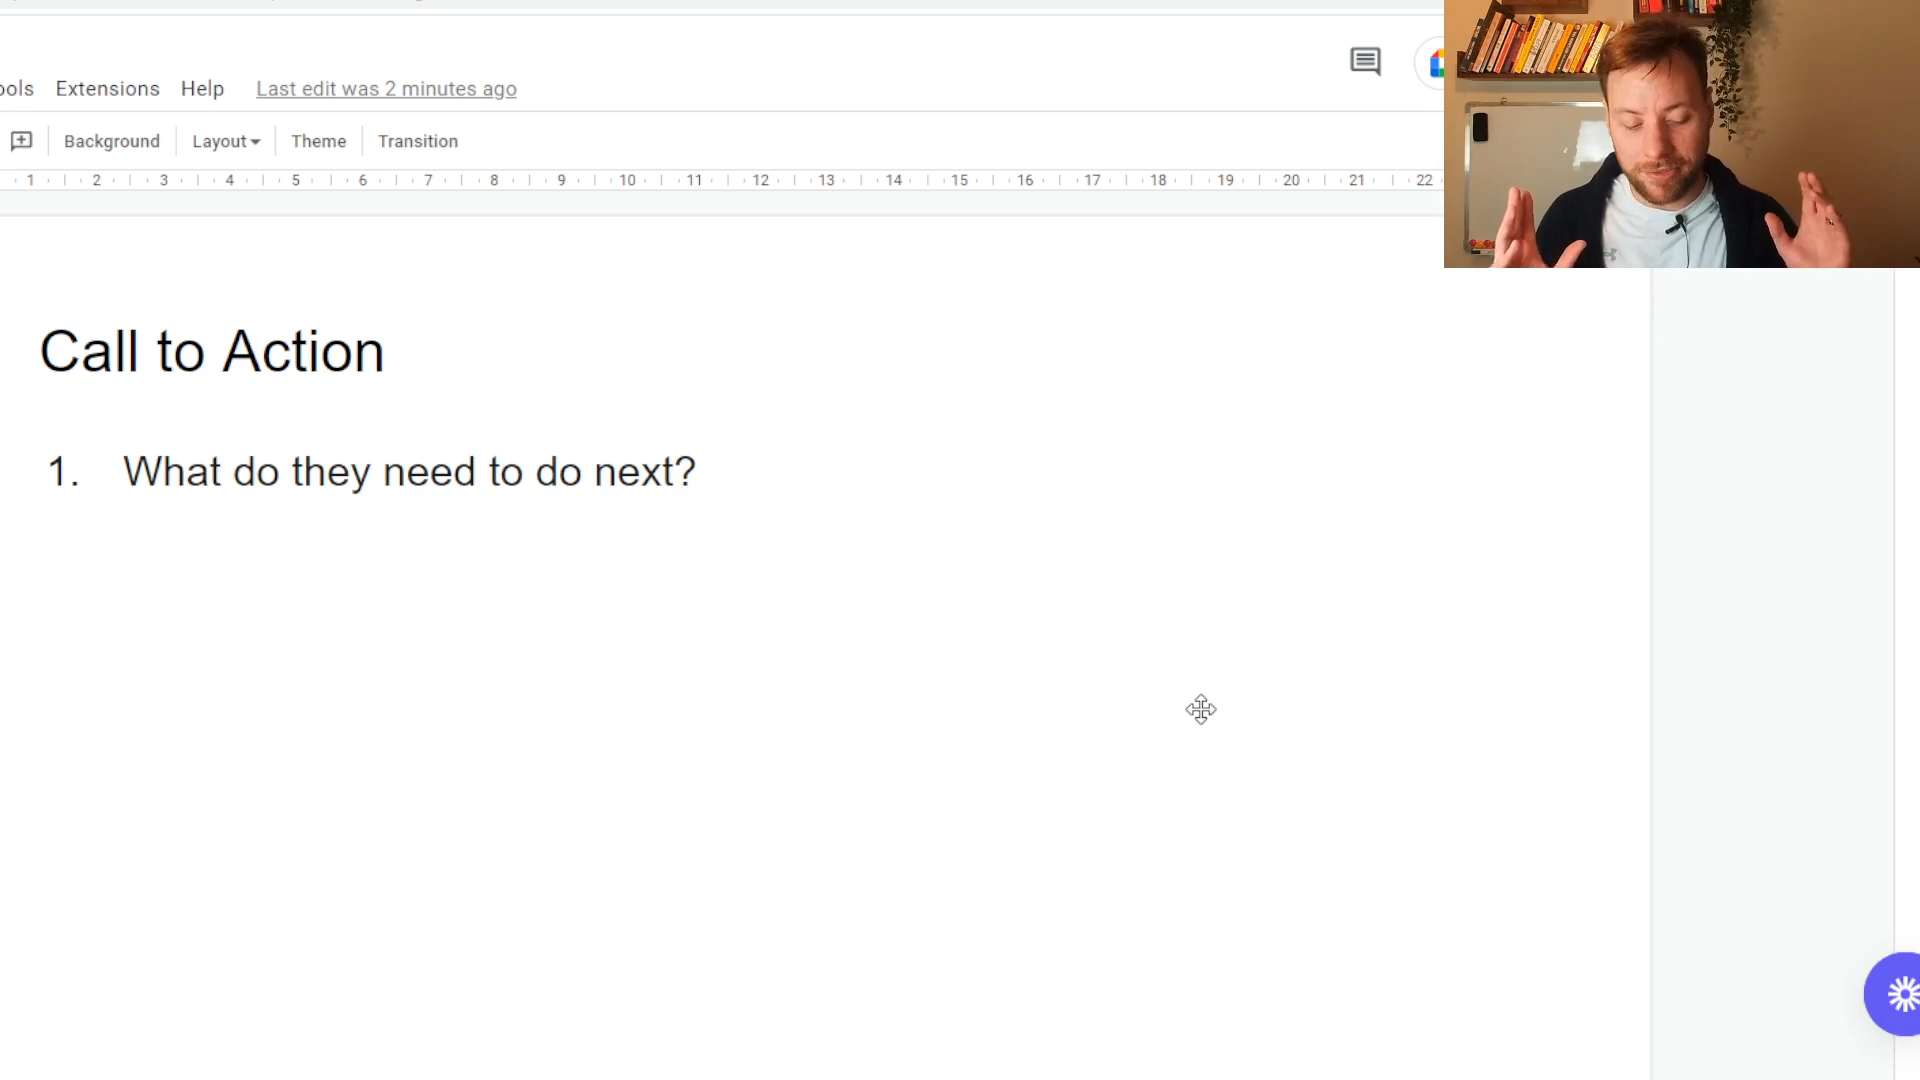 ools Extensions Help Last edit was 2 minutes ago
Background Layout Theme Transition
1 2 3 4 5 6 7 8 9 10 11 12 13 14 15 16 17 18 19 20 21 22
Call to Action
1. What do they need to do next?